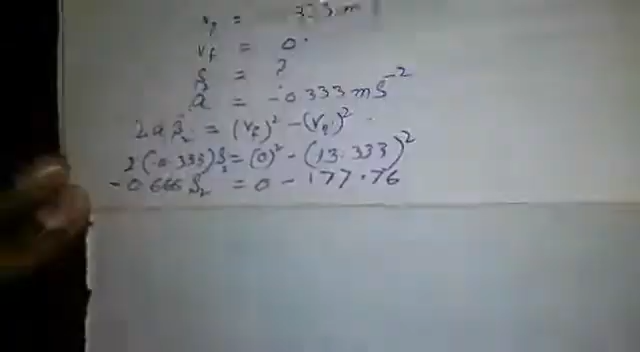 =
Vf = 0.
S = ?
a = -0.333 mS⁻²
2aS₂ = (Vf)² - (Vi)²
2(-0.333)S₂ = (0)² - (13.333)²
-0.666 S₂ = 0 - 177.76